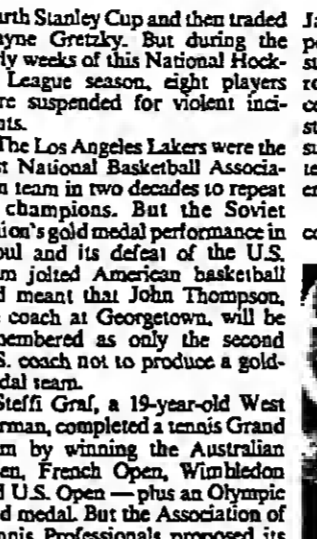 urth Stanley Cup and then traded
ayne Gretzky. But during the
ly weeks of this National Hock-
League season, eight players
re suspended for violent inci-
nts.
The Los Angeles Lakers were the
st National Basketball Associa-
n team in two decades to repeat
champions. But the Soviet
ion's gold medal performance in
oul and its defeat of the U.S.
m jolted American basketball
d meant that John Thompson,
e coach at Georgetown, will be
embered as only the second
S. coach not to produce a gold-
dal team.
Steffi Graf, a 19-year-old West
rman, completed a tennis Grand
m by winning the Australian
en, French Open, Wimbledon
d U.S. Open — plus an Olympic
d medal. But the Association of
nnis Professionals proposed its